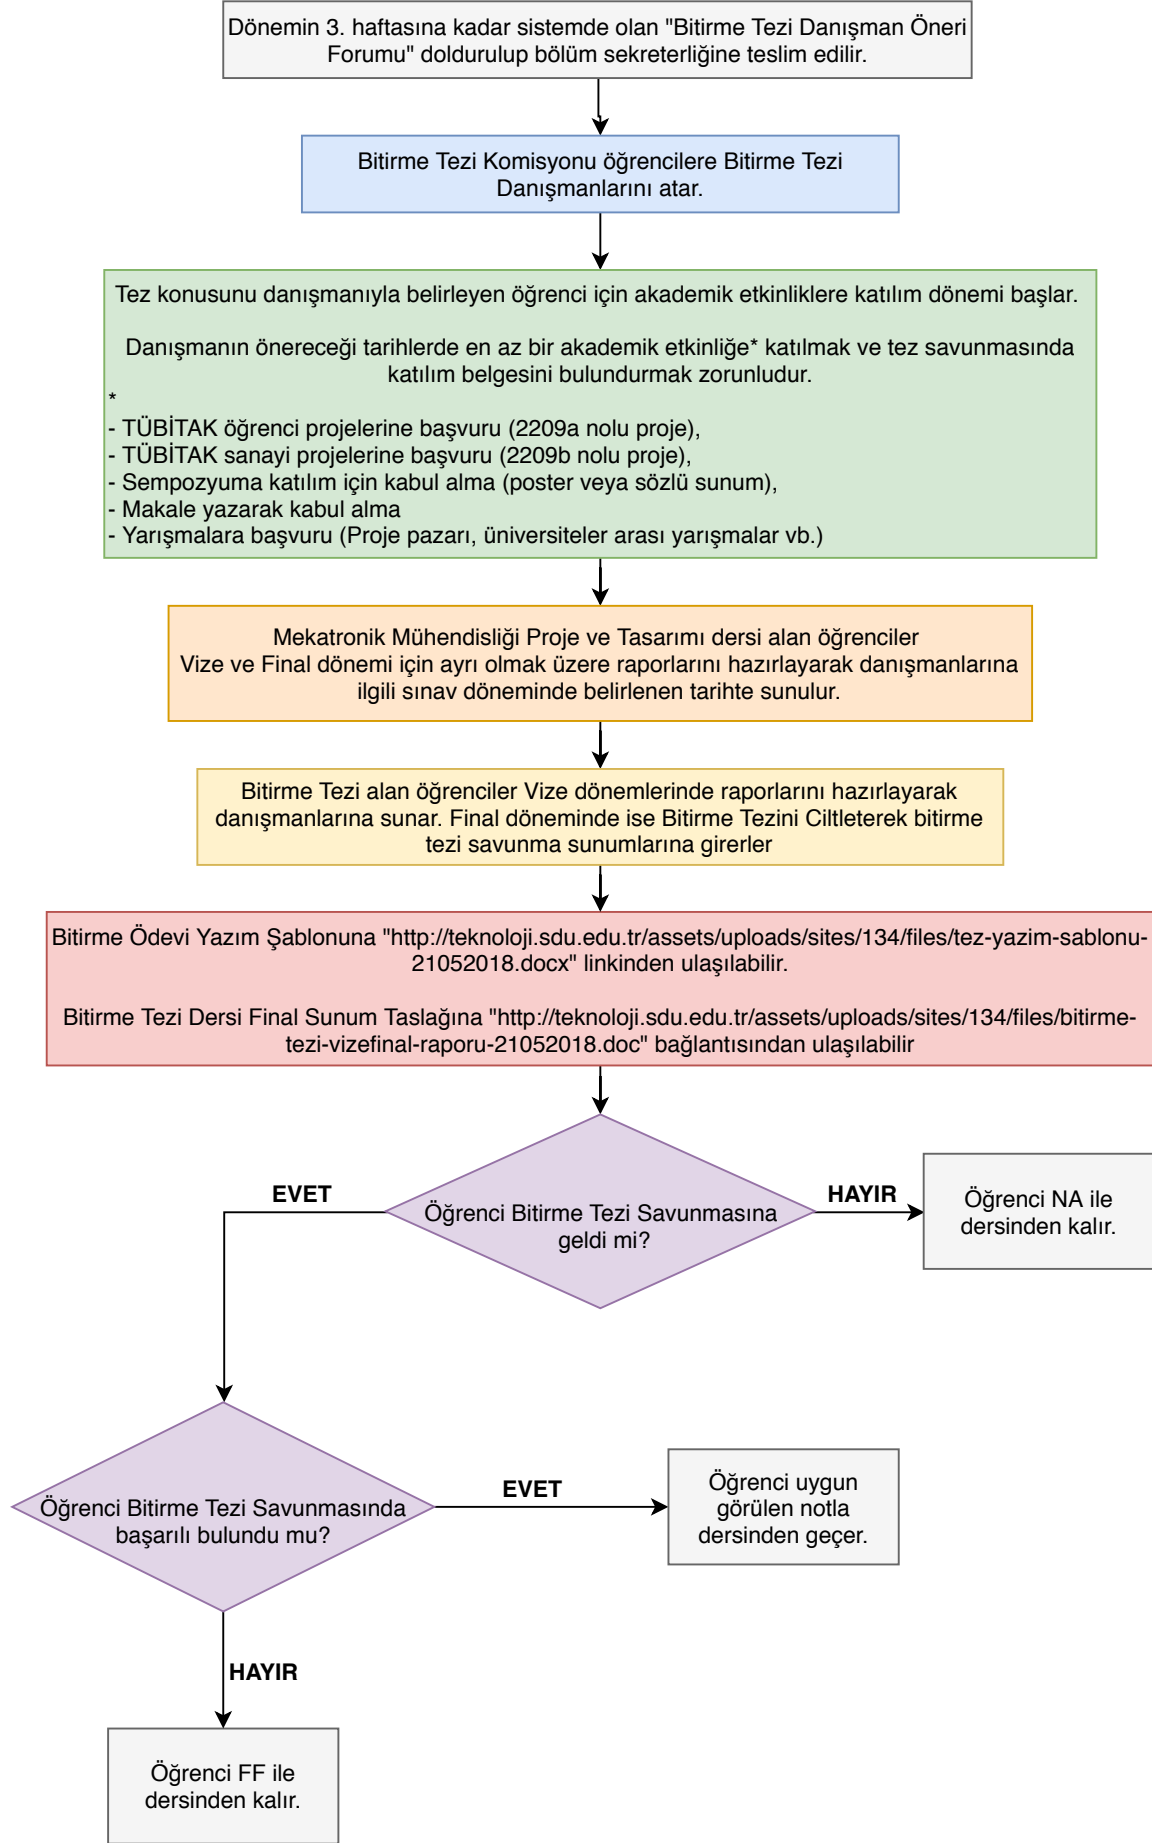 Dönemin 3. haftasına kadar sistemde olan "Bitirme Tezi Danışman Öneri
Forumu" doldurulup bölüm sekreterliğine teslim edilir.
Bitirme Tezi Komisyonu öğrencilere Bitirme Tezi
Danışmanlarını atar.
Tez konusunu danışmanıyla belirleyen öğrenci için akademik etkinliklere katılım dönemi başlar.
Danışmanın önereceği tarihlerde en az bir akademik etkinliğe* katılmak ve tez savunmasında
katılım belgesini bulundurmak zorunludur.
*
- TÜBİTAK öğrenci projelerine başvuru (2209a nolu proje),
- TÜBİTAK sanayi projelerine başvuru (2209b nolu proje),
- Sempozyuma katılım için kabul alma (poster veya sözlü sunum),
- Makale yazarak kabul alma
- Yarışmalara başvuru (Proje pazarı, üniversiteler arası yarışmalar vb.)
Mekatronik Mühendisliği Proje ve Tasarımı dersi alan öğrenciler
Vize ve Final dönemi için ayrı olmak üzere raporlarını hazırlayarak danışmanlarına
ilgili sınav döneminde belirlenen tarihte sunulur.
Bitirme Tezi alan öğrenciler Vize dönemlerinde raporlarını hazırlayarak
danışmanlarına sunar. Final döneminde ise Bitirme Tezini Ciltleterek bitirme
tezi savunma sunumlarına girerler
Bitirme Ödevi Yazım Şablonuna "http://teknoloji.sdu.edu.tr/assets/uploads/sites/134/files/tez-yazim-sablonu-
21052018.docx" linkinden ulaşılabilir.
Bitirme Tezi Dersi Final Sunum Taslağına "http://teknoloji.sdu.edu.tr/assets/uploads/sites/134/files/bitirme-
tezi-vizefinal-raporu-21052018.doc" bağlantısından ulaşılabilir
EVET
HAYIR
Öğrenci Bitirme Tezi Savunmasına
geldi mi?
Öğrenci NA ile
dersinden kalır.
Öğrenci Bitirme Tezi Savunmasında
başarılı bulundu mu?
EVET
Öğrenci uygun
görülen notla
dersinden geçer.
HAYIR
Öğrenci FF ile
dersinden kalır.